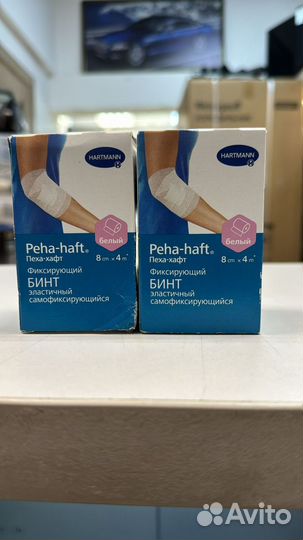 HARTMANN
белый
Peha-haft®
Пеха-хафт
8 cm × 4 m
Фиксирующий
БИНТ
эластичный
самофиксирующийся
HARTMANN
белый
Peha-haft®
Пеха-хафт
8 cm × 4 m
Фиксирующий
БИНТ
эластичный
самофиксирующийся
Avito